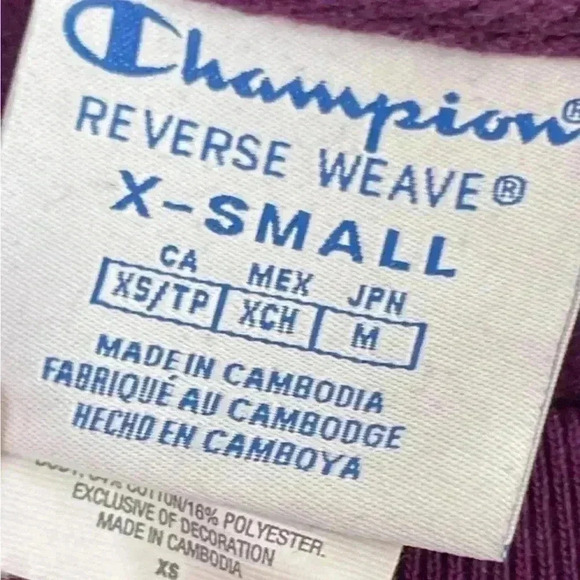 Champion®
REVERSE WEAVE®
X-SMALL
CA MEX JPN
XS/TP XCH M
MADE IN CAMBODIA
FABRIQUÉ AU CAMBODGE
HECHO EN CAMBOYA
COTTON/16% POLYESTER.
EXCLUSIVE OF DECORATION
MADE IN CAMBODIA
XS